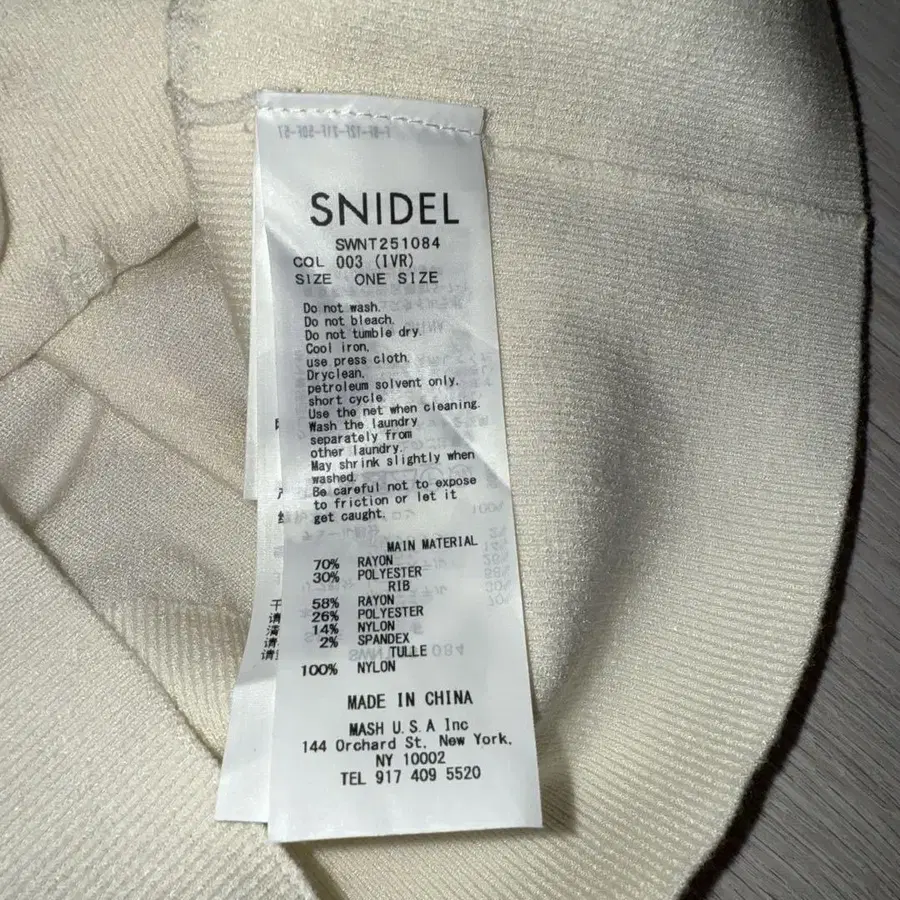 SNIDEL
SWNT251084
COL 003 (IVR)
SIZE ONE SIZE
Do not wash.
Do not bleach.
Do not tumble dry.
Cool iron.
use press cloth.
Dryclean.
petroleum solvent only.
short cycle.
Use the net when cleaning.
Wash the laundry
separately from
other laundry.
May shrink slightly when
washed.
Be careful not to expose
to friction or let it
get caught.
MAIN MATERIAL
70% RAYON
30% POLYESTER
RIB
58% RAYON
26% POLYESTER
14% NYLON
2% SPANDEX
TULLE
100% NYLON
MADE IN CHINA
MASH U.S.A Inc
144 Orchard St. New York.
NY 10002
TEL 917 409 5520